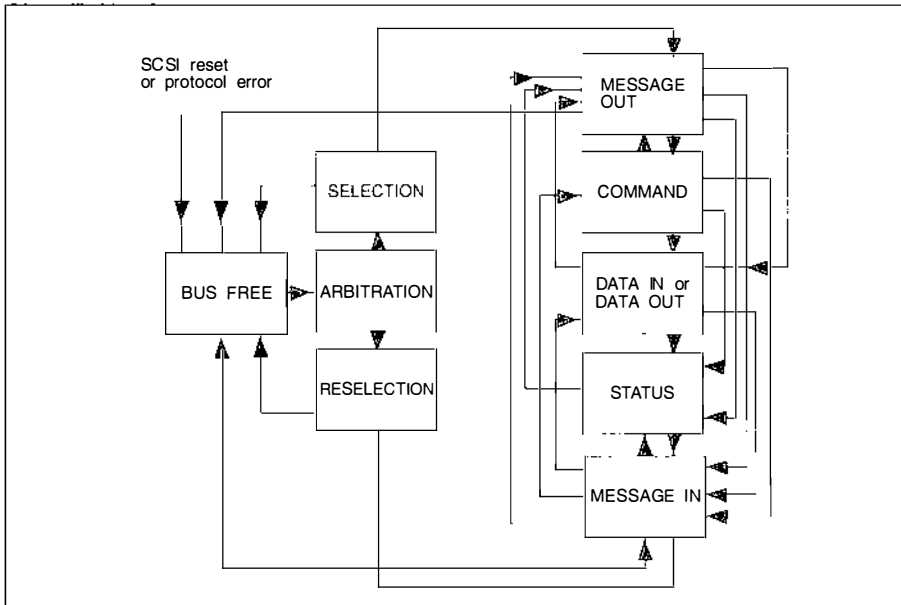 SCSI reset
or protocol error
MESSAGE
OUT
SELECTION
COMMAND
BUS FREE
ARBITRATION
DATA IN or
DATA OUT
RESELECTION
STATUS
MESSAGE IN